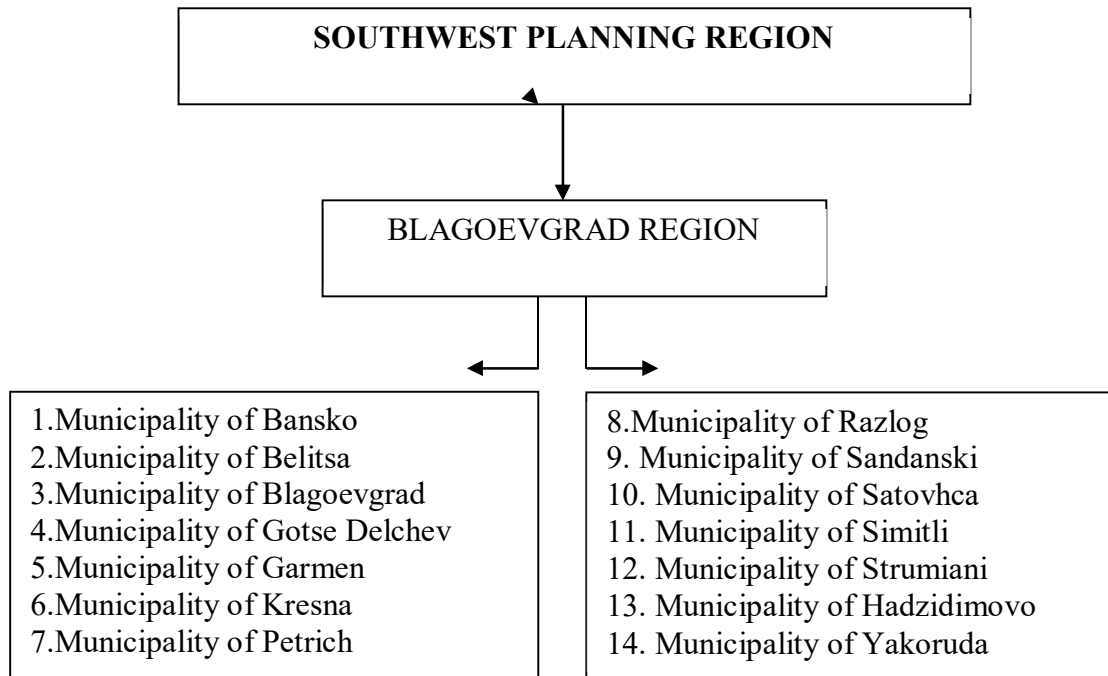 SOUTHWEST PLANNING REGION
BLAGOEVGRAD REGION
1.Municipality of Bansko
2.Municipality of Belitsa
3.Municipality of Blagoevgrad
4.Municipality of Gotse Delchev
5.Municipality of Garmen
6.Municipality of Kresna
7.Municipality of Petrich
8.Municipality of Razlog
9. Municipality of Sandanski
10. Municipality of Satovhca
11. Municipality of Simitli
12. Municipality of Strumiani
13. Municipality of Hadzidimovo
14. Municipality of Yakoruda